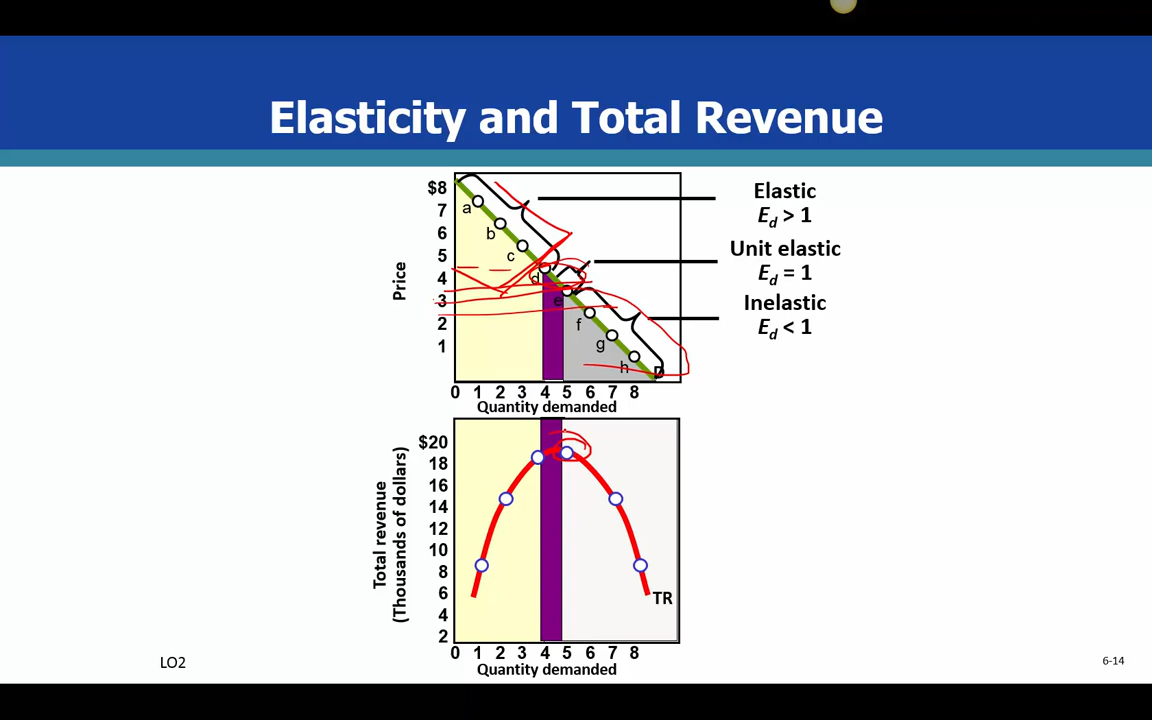 Elasticity and Total Revenue
$8
7
6
5
4
3
2
1
Price
a
b
c
d
e
f
g
h
D
0 1 2 3 4 5 6 7 8
Quantity demanded
Elastic
Ed > 1
Unit elastic
Ed = 1
Inelastic
Ed < 1
$20
18
16
14
12
10
8
6
4
2
Total revenue
(Thousands of dollars)
TR
0 1 2 3 4 5 6 7 8
Quantity demanded
LO2
6-14